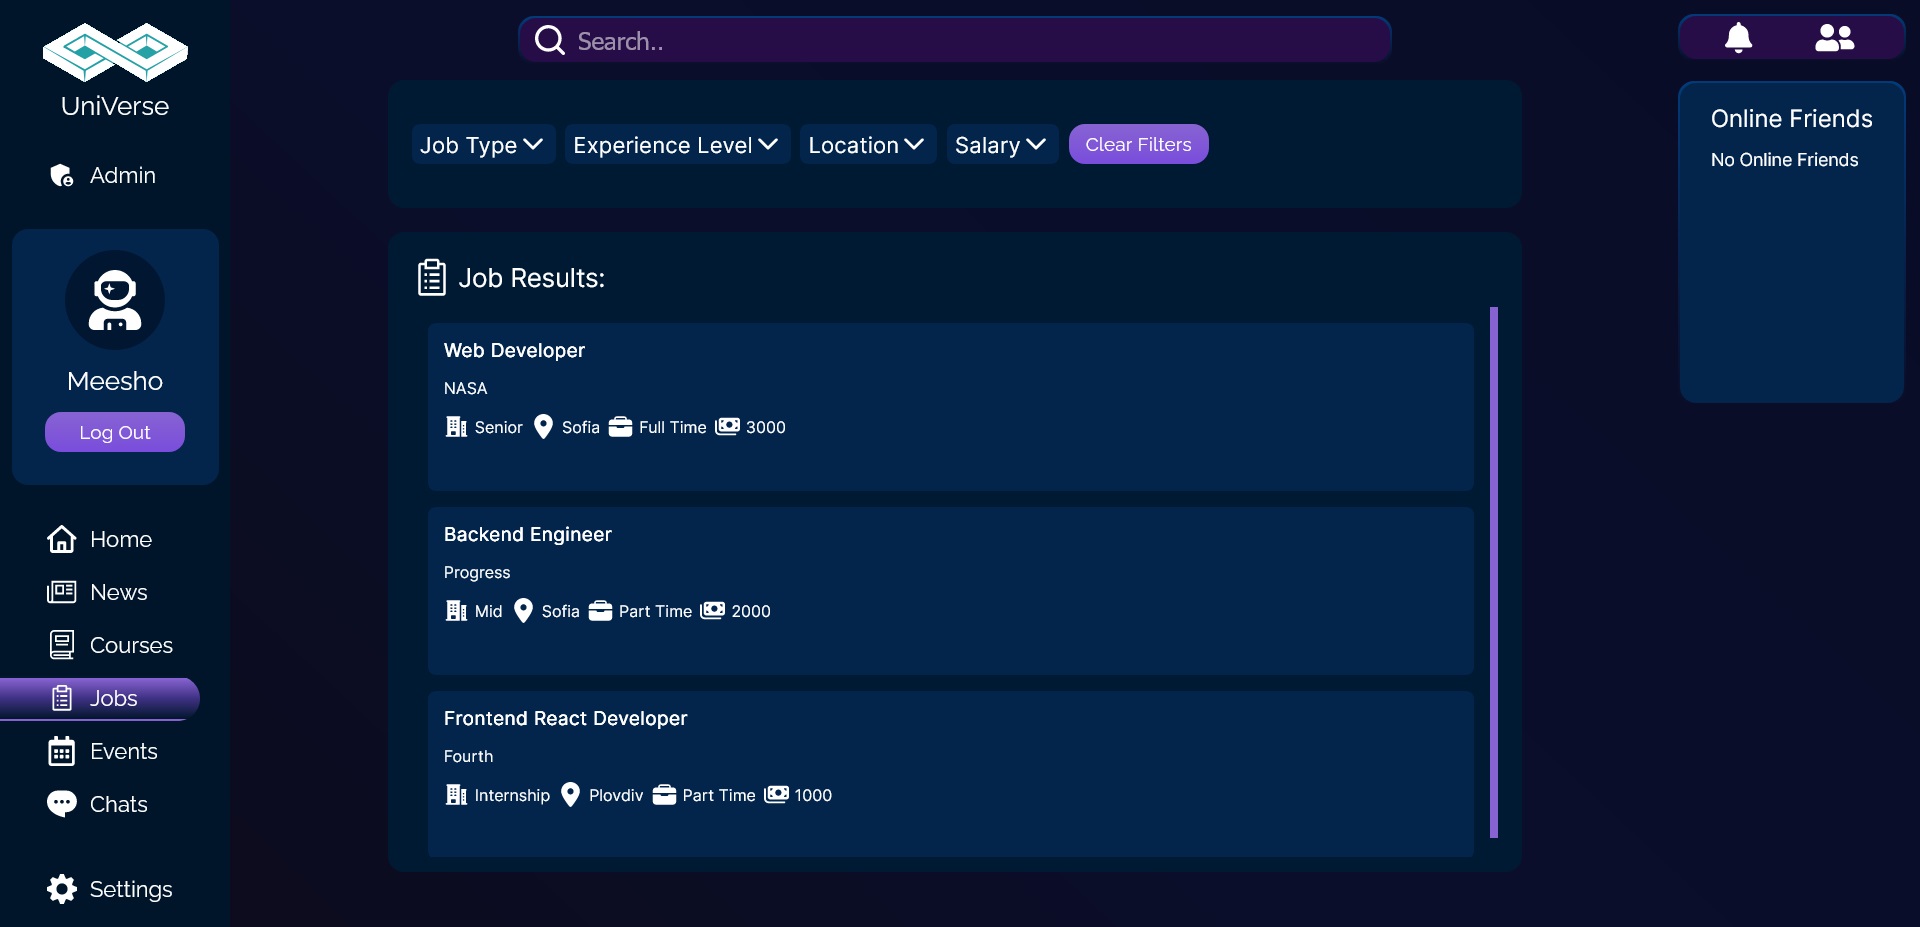 UniVerse
Admin
Meesho
Log Out
Home
News
Courses
Jobs
Events
Chats
Settings
Search..
Job Type
Experience Level
Location
Salary
Clear Filters
Job Results:
Web Developer
NASA
Senior Sofia Full Time 3000
Backend Engineer
Progress
Mid Sofia Part Time 2000
Frontend React Developer
Fourth
Internship Plovdiv Part Time 1000
Online Friends
No Online Friends